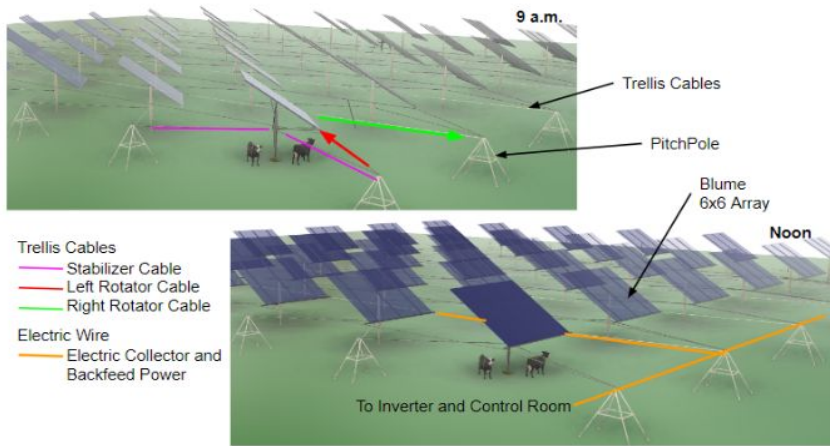 9 a.m.
Trellis Cables
PitchPole
Blume
6x6 Array
Noon
Trellis Cables
Stabilizer Cable
Left Rotator Cable
Right Rotator Cable
Electric Wire
Electric Collector and
Backfeed Power
To Inverter and Control Room